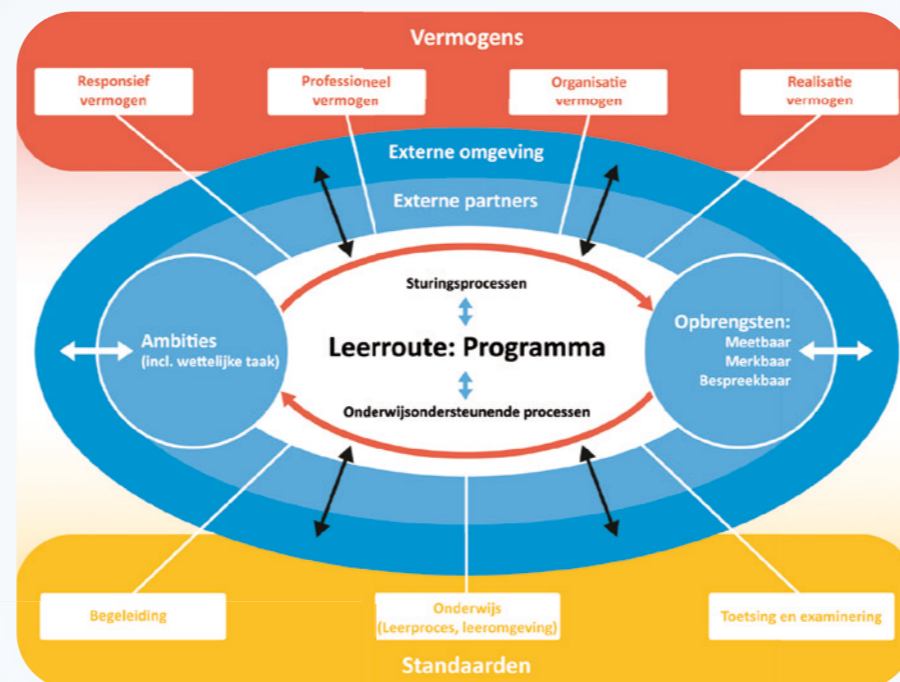 Vermogens
Responsief
vermogen
Professioneel
vermogen
Organisatie
vermogen
Realisatie
vermogen
Externe omgeving
Externe partners
Sturingsprocessen
Ambities
(incl. wettelijke taak)
Leerroute: Programma
Opbrengsten:
Meetbaar
Merkbaar
Bespreekbaar
Onderwijsondersteunende processen
Begeleiding
Onderwijs
(Leerproces, leeromgeving)
Toetsing en examinering
Standaarden